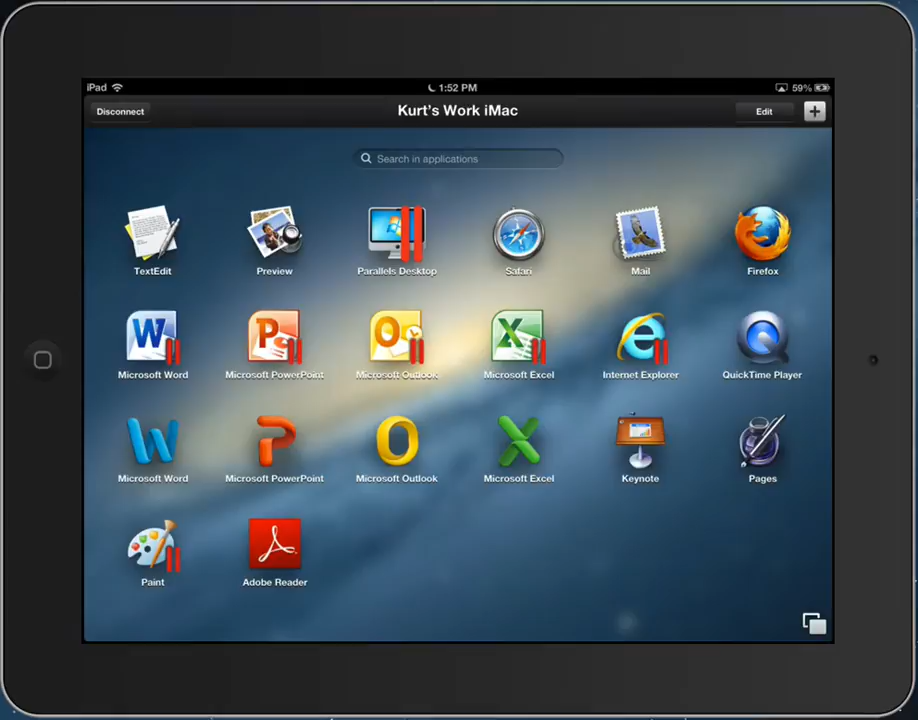 iPad 1:52 PM 59%
Disconnect Kurt's Work iMac Edit
Search in applications
TextEdit Preview Parallels Desktop Safari Mail Firefox
Microsoft Word Microsoft PowerPoint Microsoft Outlook Microsoft Excel Internet Explorer QuickTime Player
Microsoft Word Microsoft PowerPoint Microsoft Outlook Microsoft Excel Keynote Pages
Paint Adobe Reader